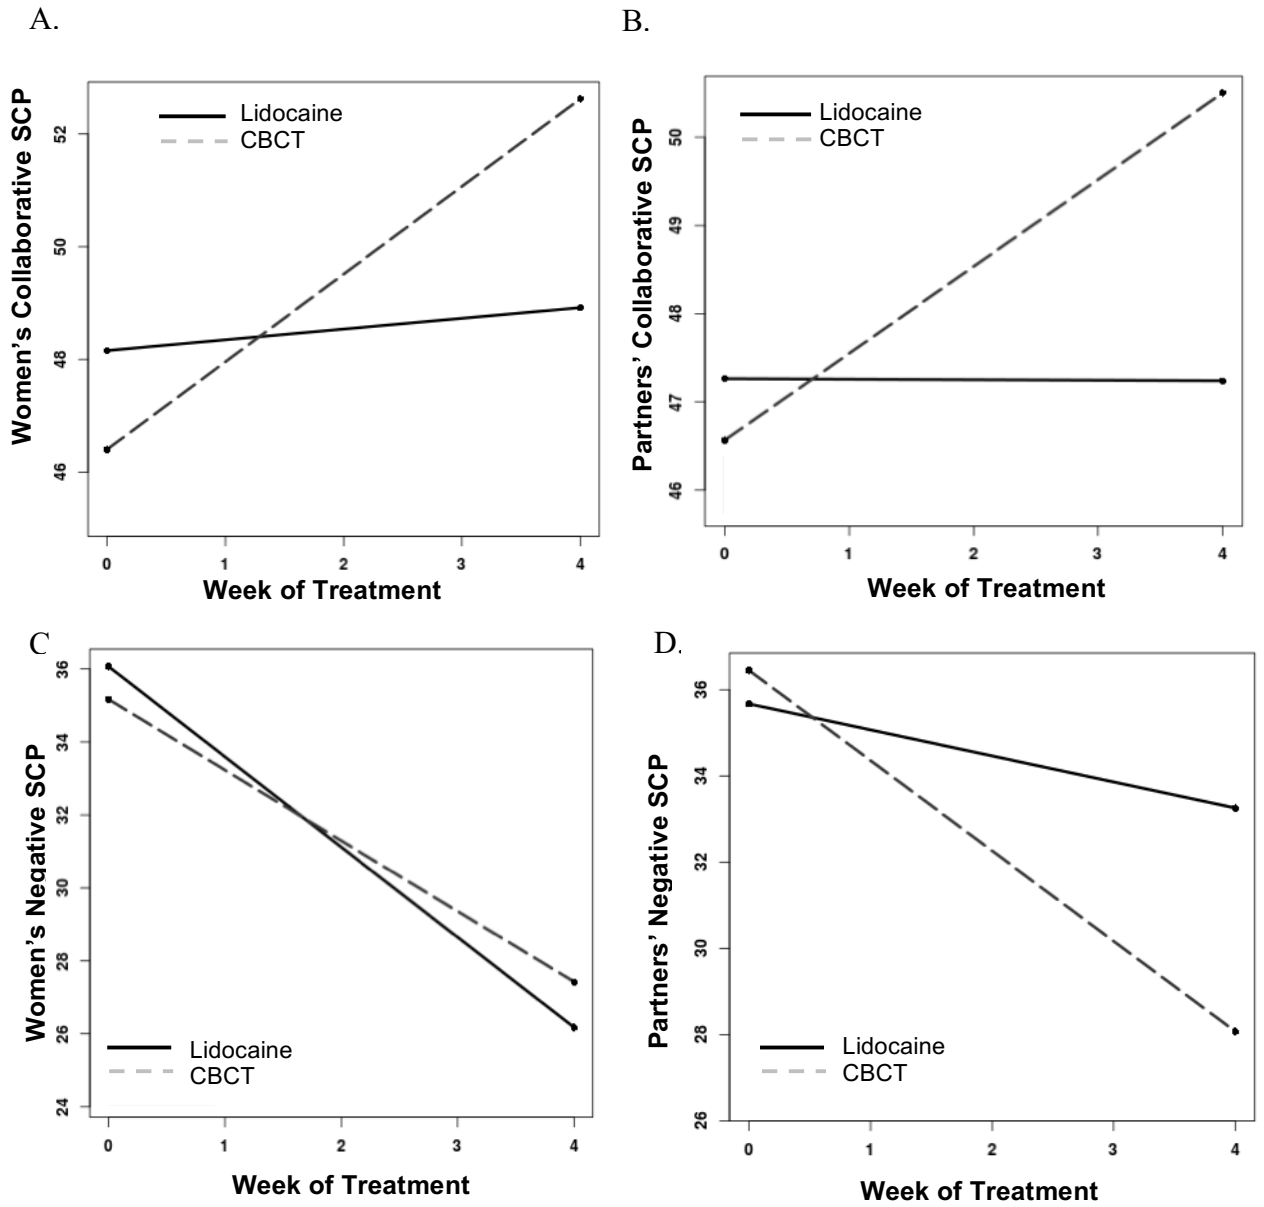 A.
B.
Women's Collaborative SCP
52
50
48
46
Lidocaine
CBCT
0 1 2 3 4
Week of Treatment
Partners' Collaborative SCP
50
49
48
47
46
Lidocaine
CBCT
0 1 2 3 4
Week of Treatment
C
D.
Women's Negative SCP
36
34
32
30
28
26
24
Lidocaine
CBCT
0 1 2 3 4
Week of Treatment
Partners' Negative SCP
36
34
32
30
28
26
Lidocaine
CBCT
0 1 2 3 4
Week of Treatment